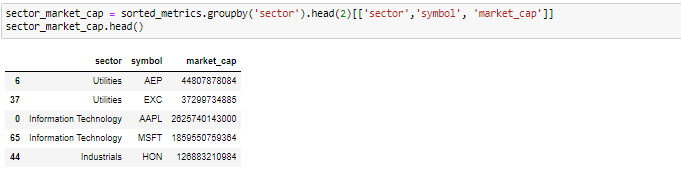 sector_market_cap = sorted_metrics.groupby('sector').head(2)[['sector','symbol', 'market_cap']]
sector_market_cap.head()
sector symbol market_cap
6 Utilities AEP 44807878084
37 Utilities EXC 37299734885
0 Information Technology AAPL 2625740143000
65 Information Technology MSFT 1859550759364
44 Industrials HON 126883210984